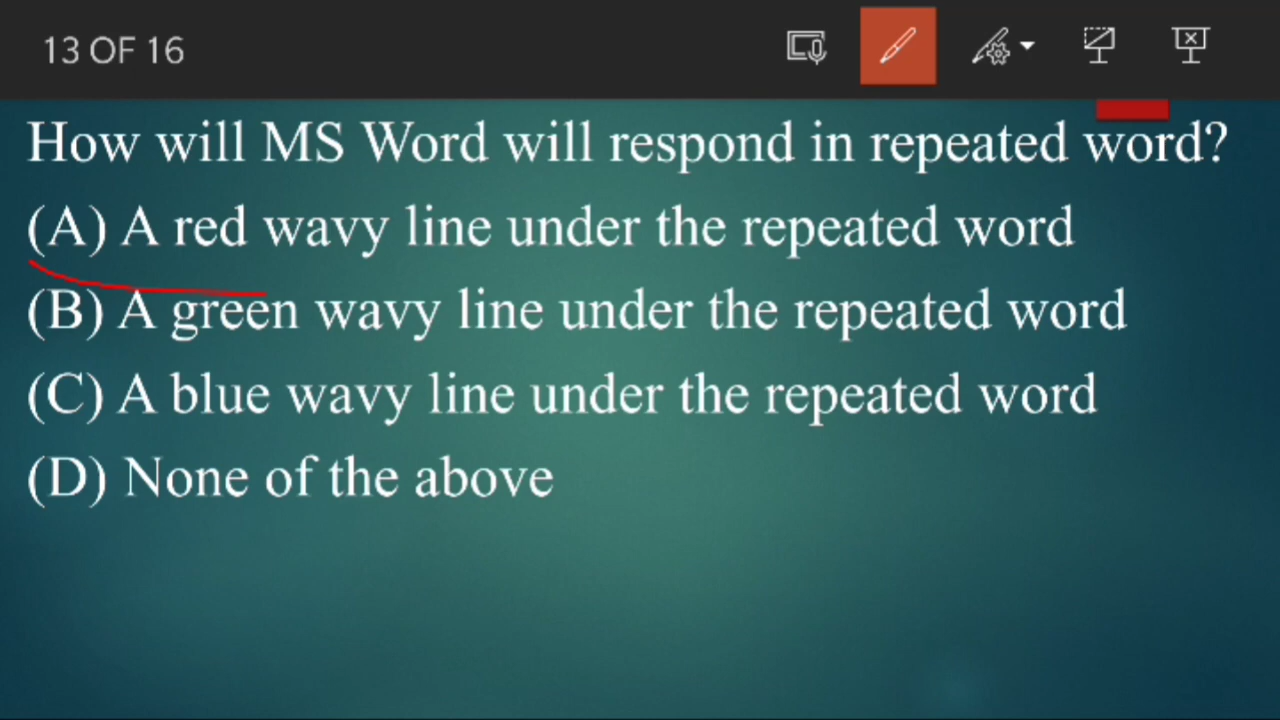 13 OF 16
How will MS Word will respond in repeated word?
(A) A red wavy line under the repeated word
(B) A green wavy line under the repeated word
(C) A blue wavy line under the repeated word
(D) None of the above